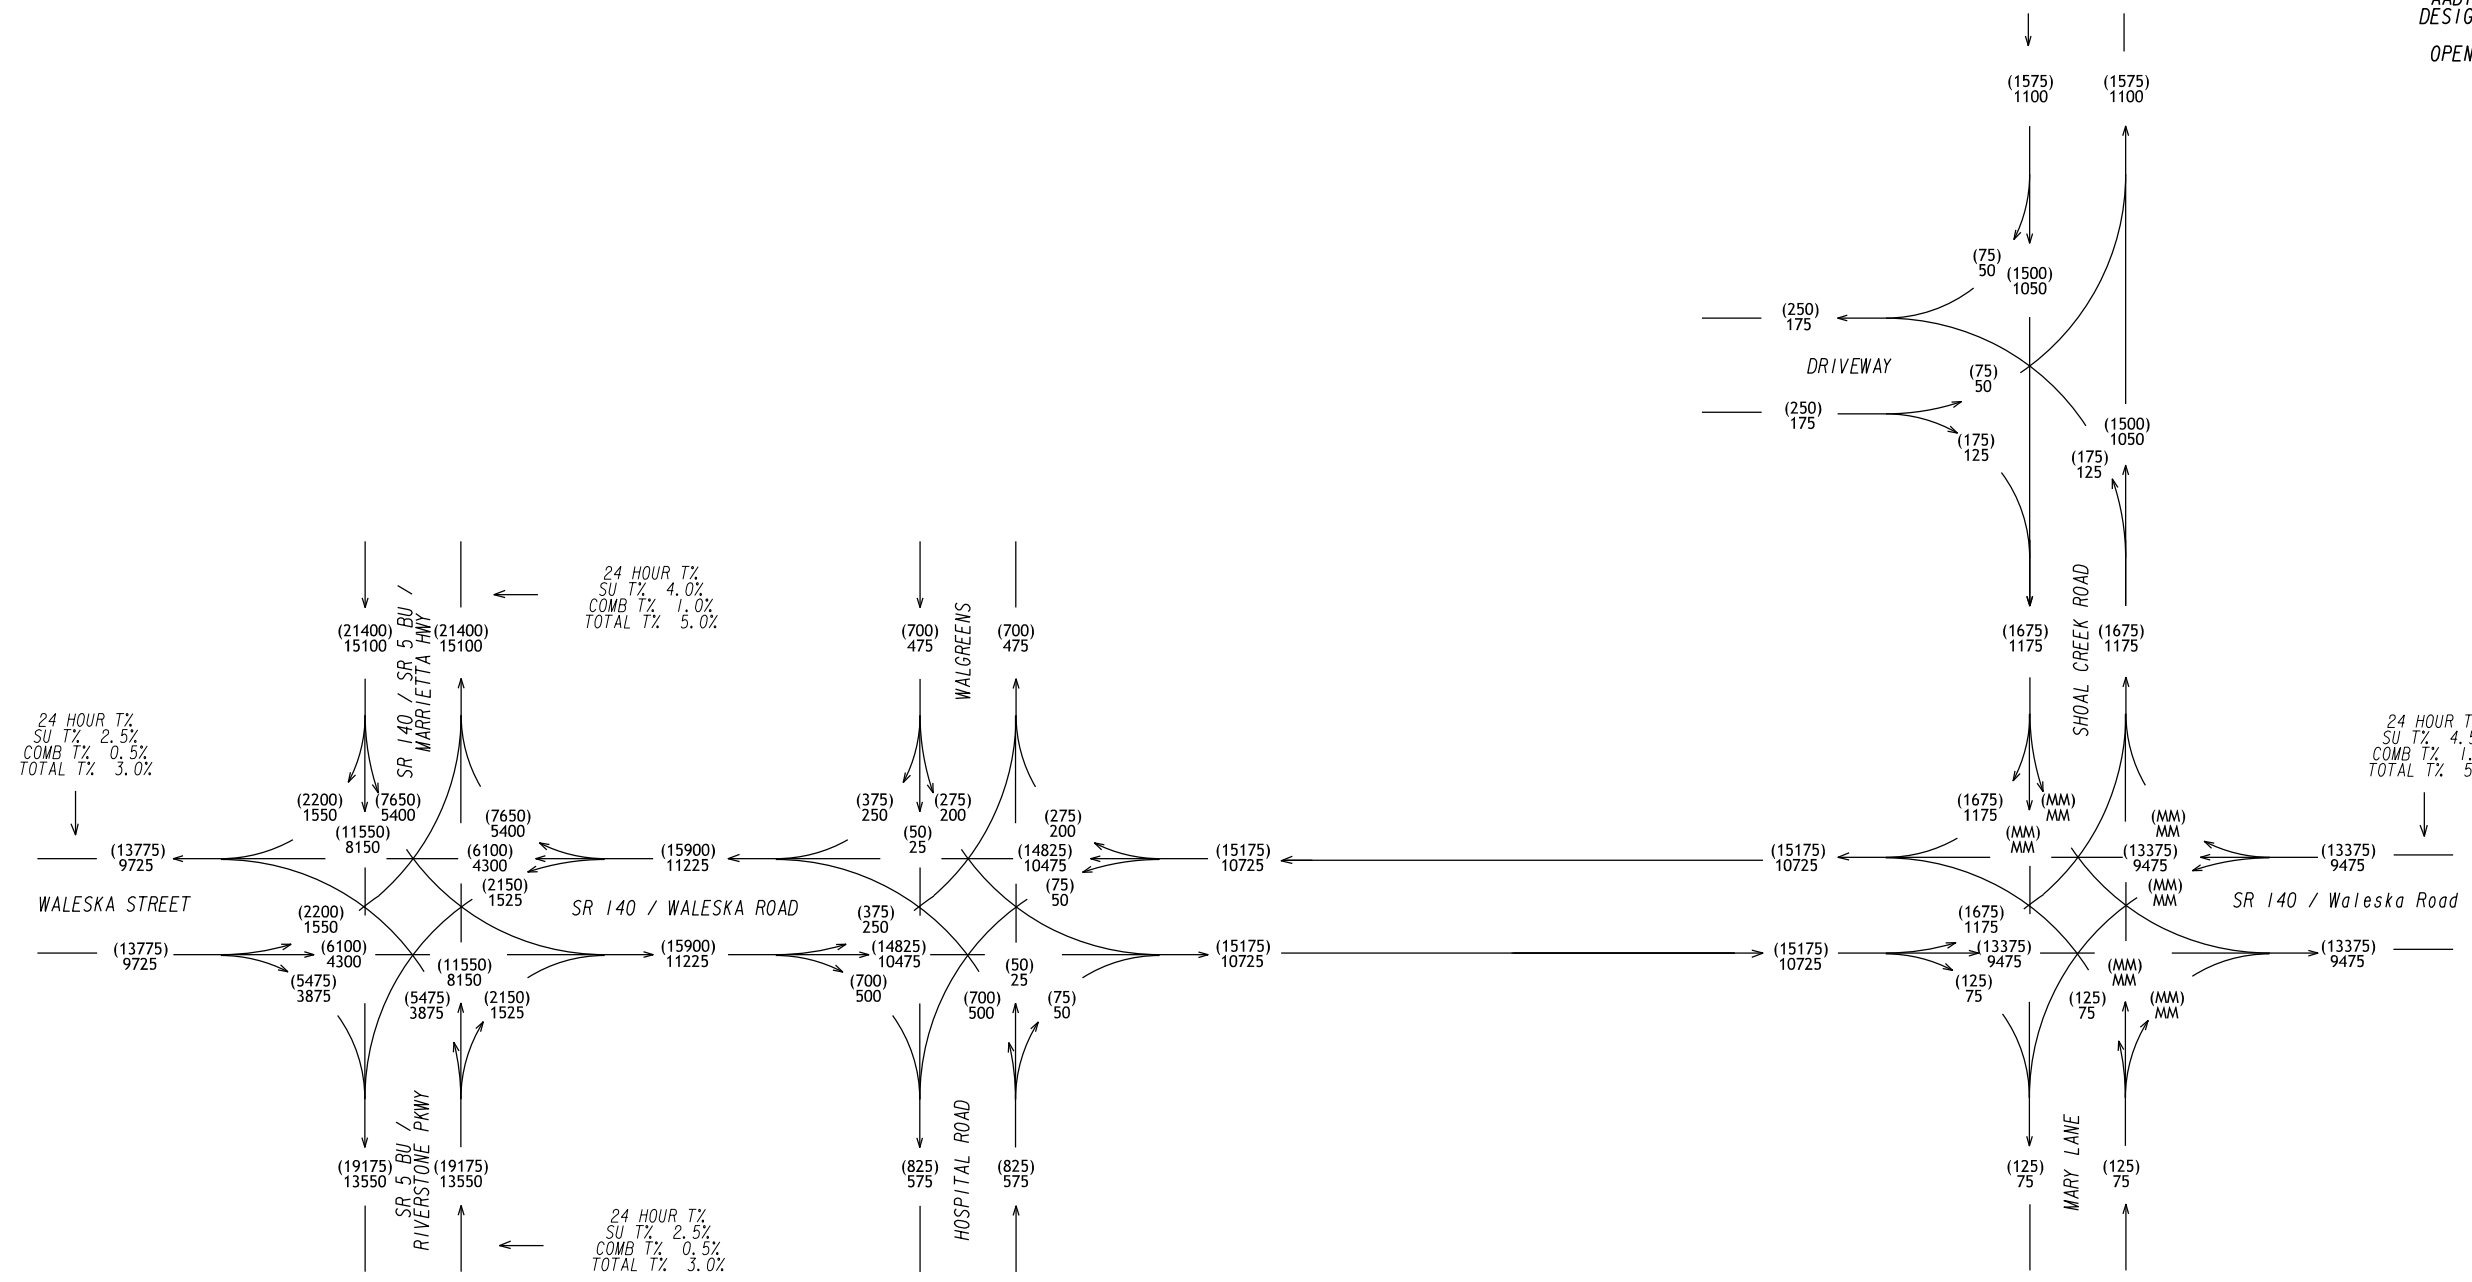 DESIG
OPEN
(1575)
1100
(1575)
1100
(75)
50
(1500)
1050
(250)
175
DRIVEWAY
(75)
50
(250)
175
(175)
125
(1500)
1050
(175)
125
SHOAL CREEK ROAD
(1675)
1175
(1675)
1175
24 HOUR T%
SU T% 4.0%
COMB T% 1.0%
TOTAL T% 5.0%
SR 140 / SR 5 BU /
MARRIETTA HWY
(21400)
15100
(21400)
15100
WALGREENS
(700)
475
(700)
475
24 HOUR T%
SU T% 2.5%
COMB T% 0.5%
TOTAL T% 3.0%
(2200)
1550
(7650)
5400
(11550)
8150
(7650)
5400
(13775)
9725
(6100)
4300
(2150)
1525
(15900)
11225
WALESKA STREET
SR 140 / WALESKA ROAD
(2200)
1550
(13775)
9725
(6100)
4300
(5475)
3875
(11550)
8150
(5475)
3875
(2150)
1525
(15900)
11225
SR 5 BU /
RIVERSTONE PKWY
(19175)
13550
(19175)
13550
24 HOUR T%
SU T% 2.5%
COMB T% 0.5%
TOTAL T% 3.0%
(375)
250
(275)
200
(50)
25
(275)
200
(14825)
10475
(75)
50
(15175)
10725
(375)
250
(14825)
10475
(700)
500
(50)
25
(700)
500
(75)
50
(15175)
10725
HOSPITAL ROAD
(825)
575
(825)
575
24 HOUR T
SU T% 4.5
COMB T% 1.
TOTAL T% 5
(1675)
1175
(MM)
MM
(MM)
MM
(MM)
MM
(15175)
10725
(13375)
9475
(MM)
MM
(13375)
9475
SR 140 / Waleska Road
(1675)
1175
(15175)
10725
(13375)
9475
(125)
75
(MM)
MM
(125)
75
(MM)
MM
(13375)
9475
MARY LANE
(125)
75
(125)
75